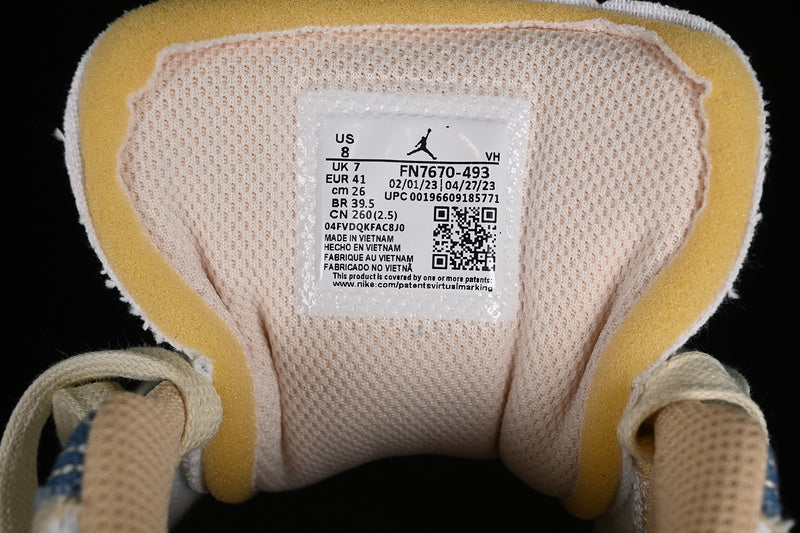 US
8
VH
UK 7
FN7670-493
EUR 41
02/01/23 | 04/27/23
cm 26
UPC 00196609185771
BR 39.5
CN 260(2.5)
04FVDQKFAC8J0
MADE IN VIETNAM
HECHO EN VIETNAM
FABRIQUE AU VIETNAM
FABRICADO NO VIETNÃ
This product is covered by one or more patents:
www.nike.com/patentsvirtualmarking